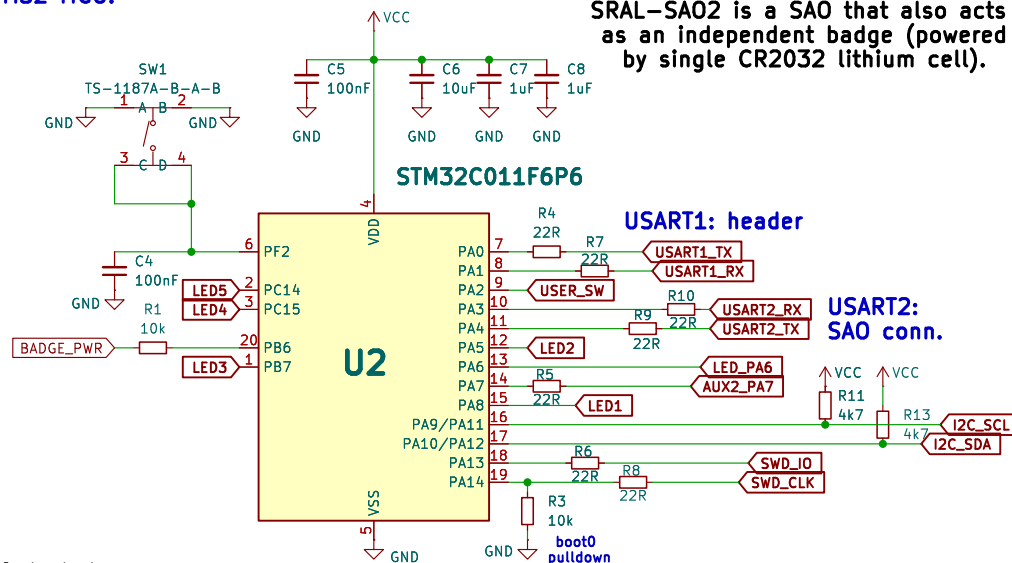 SRAL-SAO2 is a SAO that also acts
as an independent badge (powered
by single CR2032 lithium cell).
VCC
C5
100nF
C6
10uF
C7
1uF
C8
1uF
GND
GND
GND
GND
SW1
TS-1187A-B-A-B
1 A B 2
GND
GND
3 C D 4
STM32C011F6P6
USART1: header
4
VDD
6 PF2
C4
100nF
GND
LED5 2 PC14
LED4 3 PC15
R1
10k
BADGE_PWR 20 PB6
LED3 1 PB7
U2
PA0 7 R4 22R USART1_TX
PA1 8 R7 22R USART1_RX
PA2 9 USER_SW
PA3 10 R10 22R USART2_RX
PA4 11 R9 22R USART2_TX
USART2:
SAO conn.
PA5 12 LED2
PA6 13 LED_PA6
PA7 14 R5 22R AUX2_PA7
PA8 15 LED1
VCC
VCC
R11
4k7
R13
4k7
PA9/PA11 16 I2C_SCL
PA10/PA12 17 I2C_SDA
PA13 18 R6 22R SWD_IO
PA14 19 R8 22R SWD_CLK
VSS
5
GND
R3
10k
GND
boot0
pulldown